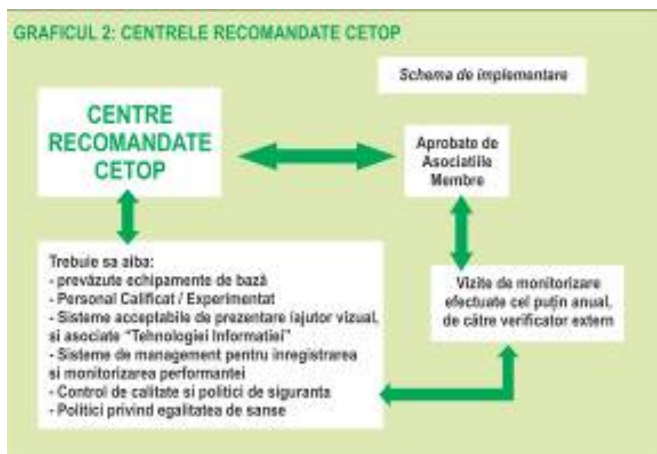 GRAFICUL 2: CENTRELE RECOMANDATE CETOP
Schema de implementare
CENTRE
RECOMANDATE
CETOP
Aprobate de
Asociatiile
Membre
Trebuie sa aiba:
- prevăzute echipamente de bază
- Personal Calificat / Experimentat
- Sisteme acceptabile de prezentare (ajutor vizual,
si asociate "Tehnologiei Informatiei"
- Sisteme de management pentru inregistrarea
si monitorizarea performantei
- Control de calitate si politici de siguranta
- Politici privind egalitatea de sanse
Vizite de monitorizare
efectuate cel puțin anual,
de către verificator extern